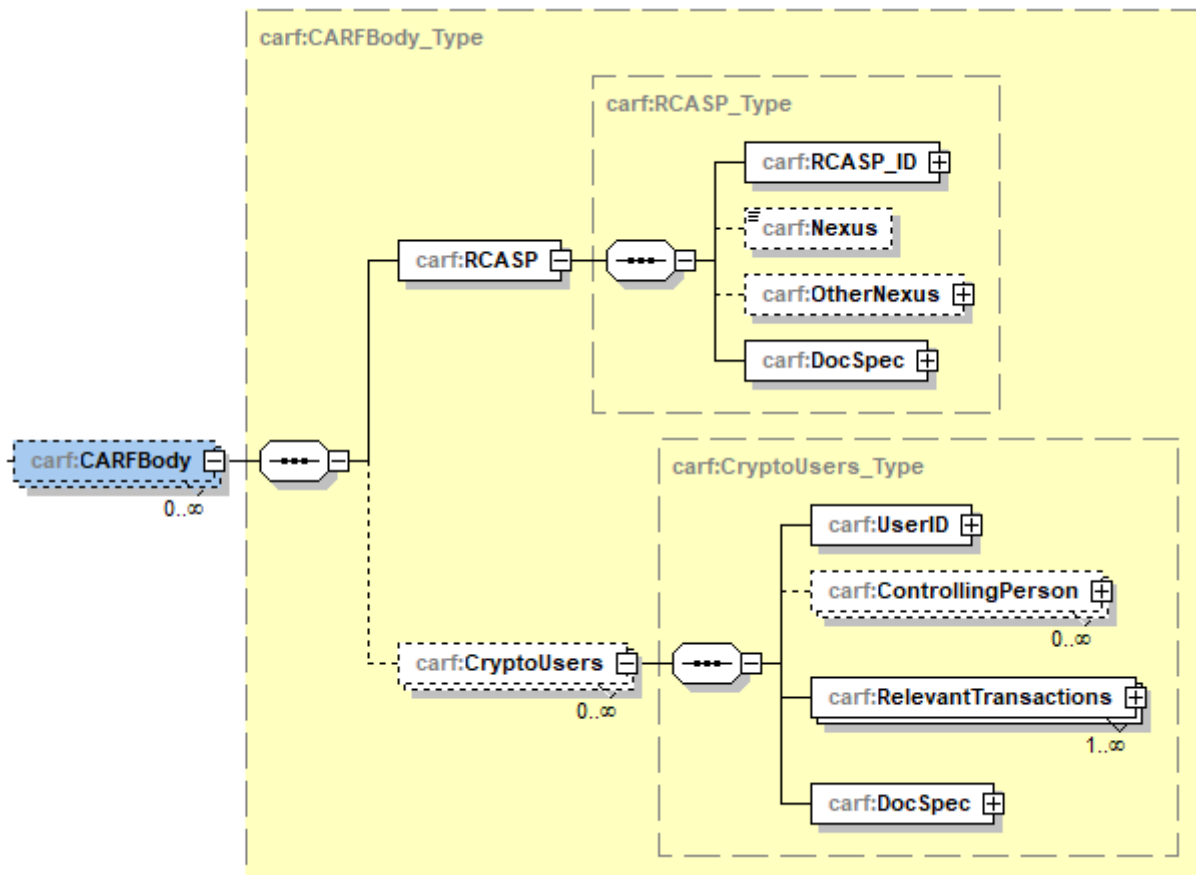 carf:CARFBody_Type
carf:RCASP_Type
carf:RCASP_ID
carf:Nexus
carf:RCASP
carf:OtherNexus
carf:DocSpec
carf:CARFBody
0..∞
carf:CryptoUsers_Type
carf:UserID
carf:ControllingPerson
0..∞
carf:CryptoUsers
0..∞
carf:RelevantTransactions
1..∞
carf:DocSpec